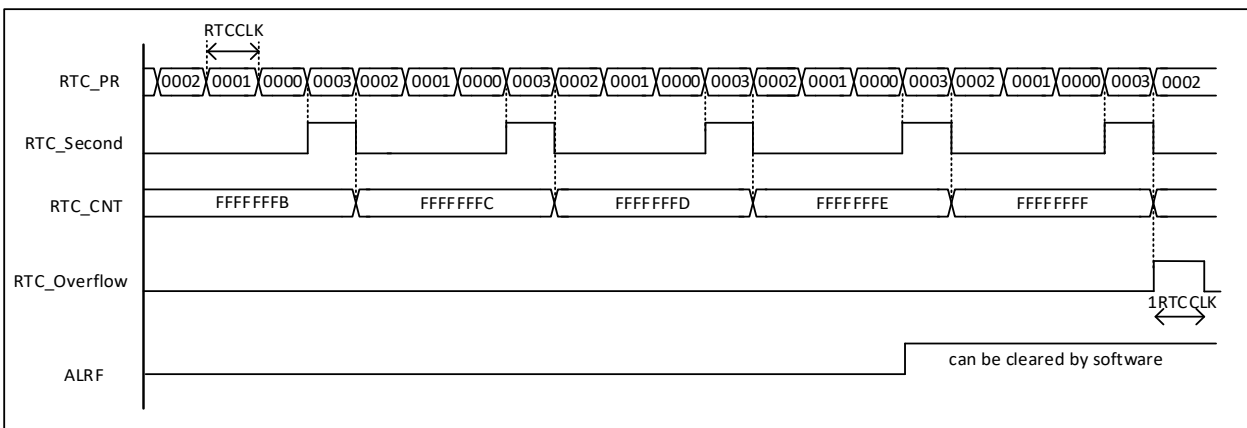 RTCCLK
RTC_PR 0002 0001 0000 0003 0002 0001 0000 0003 0002 0001 0000 0003 0002 0001 0000 0003 0002 0001 0000 0003 0002
RTC_Second
RTC_CNT FFFFFFFB FFFFFFFC FFFFFFFD FFFFFFFE FFFFFFFF
RTC_Overflow
1RTCCLK
can be cleared by software
ALRF